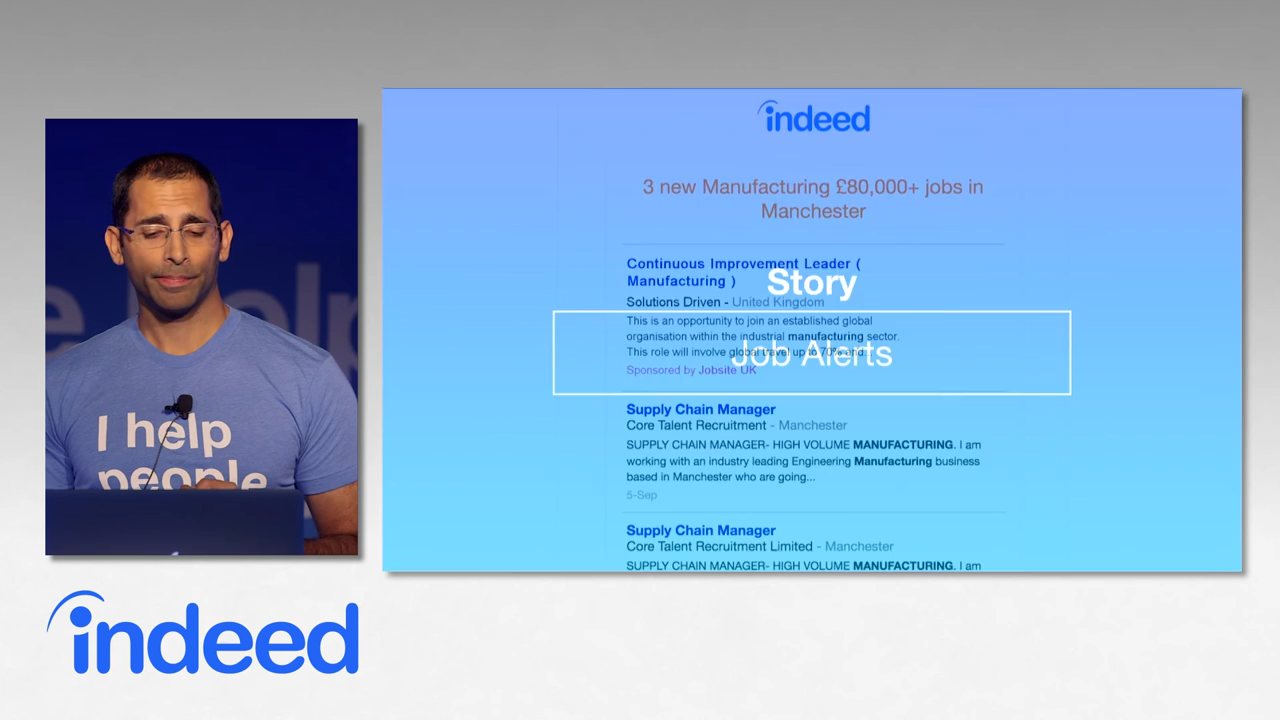 e help
I help
people
indeed
indeed
3 new Manufacturing £80,000+ jobs in
Manchester
Continuous Improvement Leader (
Manufacturing )
Story
Solutions Driven - United Kingdom
This is an opportunity to join an established global
organisation within the industrial manufacturing sector.
This role will involve global travel up to 70% and...
Job Alerts
Sponsored by Jobsite UK
Supply Chain Manager
Core Talent Recruitment - Manchester
SUPPLY CHAIN MANAGER- HIGH VOLUME MANUFACTURING. I am
working with an industry leading Engineering Manufacturing business
based in Manchester who are going...
5-Sep
Supply Chain Manager
Core Talent Recruitment Limited - Manchester
SUPPLY CHAIN MANAGER- HIGH VOLUME MANUFACTURING. I am